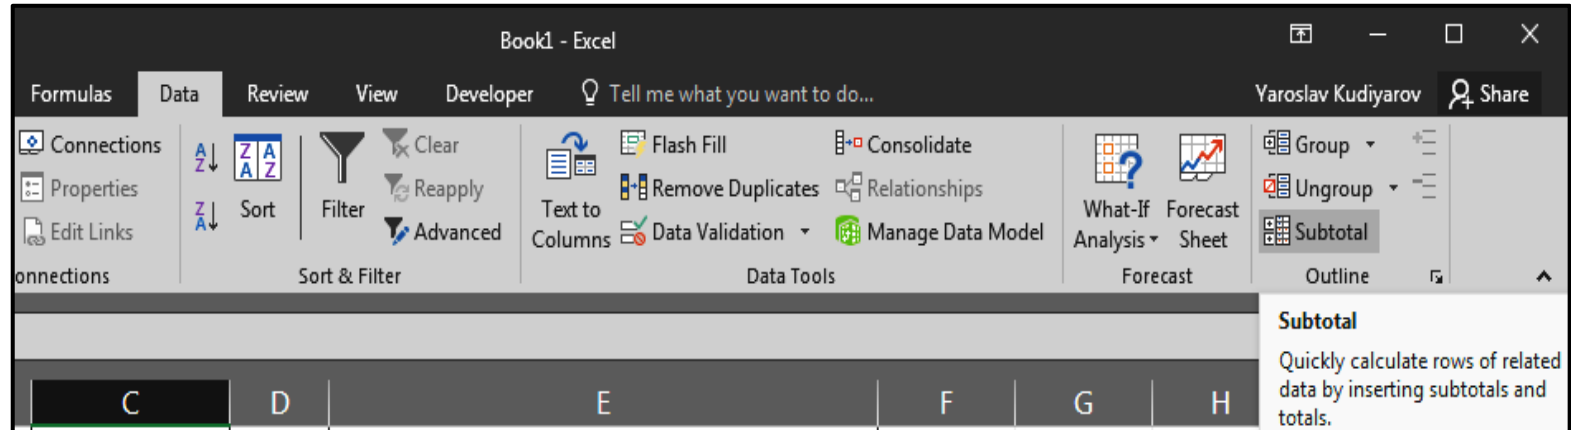 Book1 - Excel
Formulas Data Review View Developer Tell me what you want to do... Yaroslav Kudiyarov Share
Connections
Properties
Edit Links
onnections
A
Z
Z
A
Z A
A Z
Sort
Filter
Clear
Reapply
Advanced
Sort & Filter
Text to
Columns
Flash Fill
Remove Duplicates
Data Validation
Consolidate
Relationships
Manage Data Model
Data Tools
What-If
Analysis
Forecast
Sheet
Forecast
Group
Ungroup
Subtotal
Outline
Subtotal
Quickly calculate rows of related
data by inserting subtotals and
totals.
C D E F G H